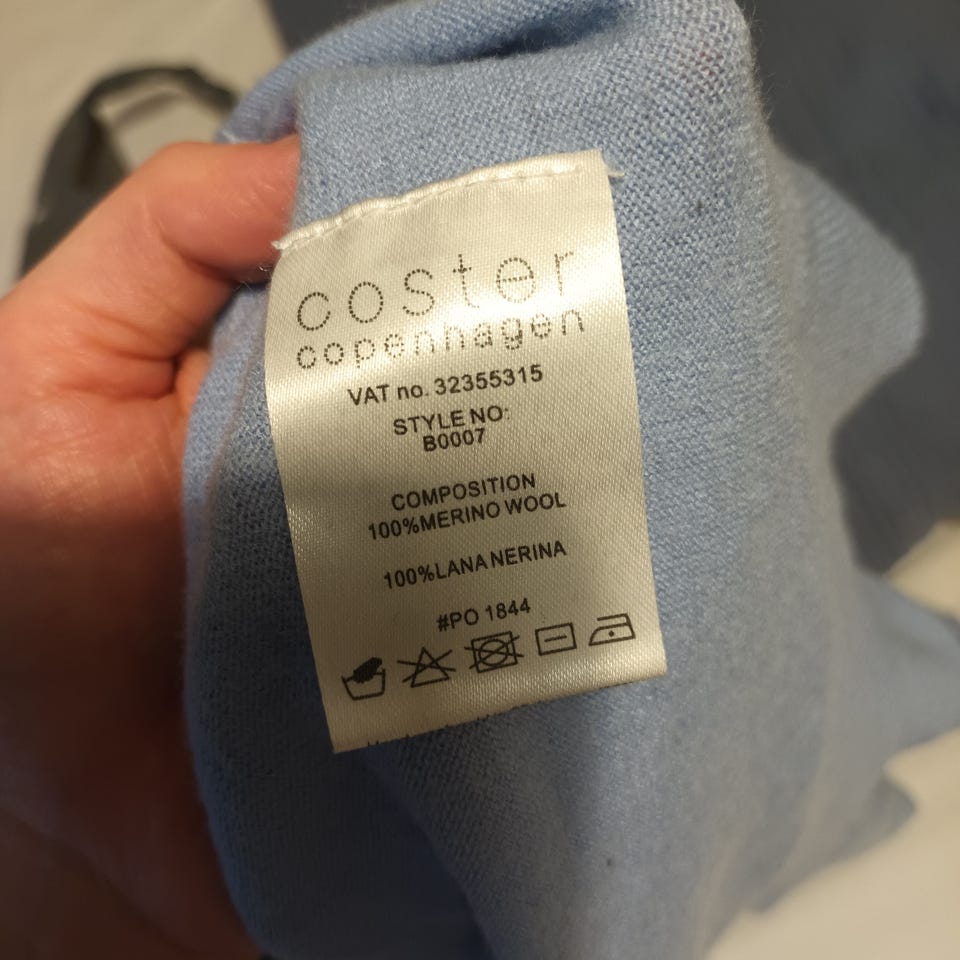 coster
copenhagen
VAT no. 32355315
STYLE NO:
B0007
COMPOSITION
100%MERINO WOOL
100%LANA NERINA
#PO 1844